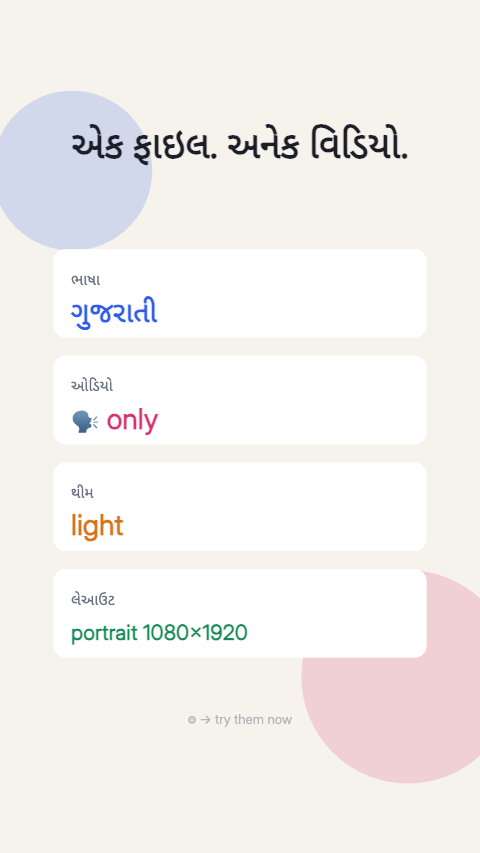 એક ફાઇલ. અનેક વિડિયો.
ભાષા
ગુજરાતી
ઓડિયો
🗣 only
થીમ
light
લેઆઉટ
portrait 1080×1920
⚙ → try them now